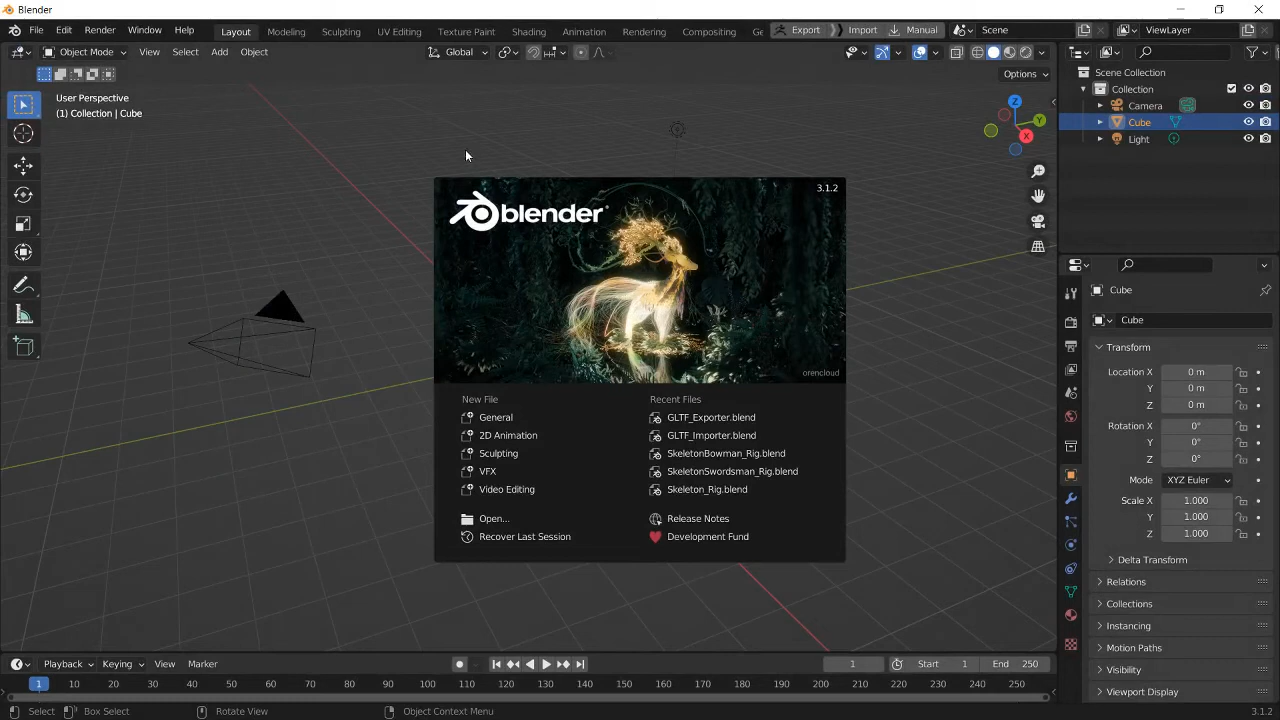 Blender
File Edit Render Window Help Layout Modeling Sculpting UV Editing Texture Paint Shading Animation Rendering Compositing Ge Export Import Manual Scene ViewLayer
Object Mode View Select Add Object Global
Options
User Perspective
(1) Collection | Cube
Z
Y
X
Scene Collection
Collection
Camera
Cube
Light
blender
3.1.2
orencloud
New File
General
2D Animation
Sculpting
VFX
Video Editing
Open...
Recover Last Session
Recent Files
GLTF_Exporter.blend
GLTF_Importer.blend
SkeletonBowman_Rig.blend
SkeletonSwordsman_Rig.blend
Skeleton_Rig.blend
Release Notes
Development Fund
Cube
Cube
Transform
Location X 0 m
Y 0 m
Z 0 m
Rotation X 0°
Y 0°
Z 0°
Mode XYZ Euler
Scale X 1.000
Y 1.000
Z 1.000
Delta Transform
Relations
Collections
Instancing
Motion Paths
Visibility
Viewport Display
Playback Keying View Marker 1 Start 1 End 250
1 10 20 30 40 50 60 70 80 90 100 110 120 130 140 150 160 170 180 190 200 210 220 230 240 250
Select Box Select Rotate View Object Context Menu 3.1.2